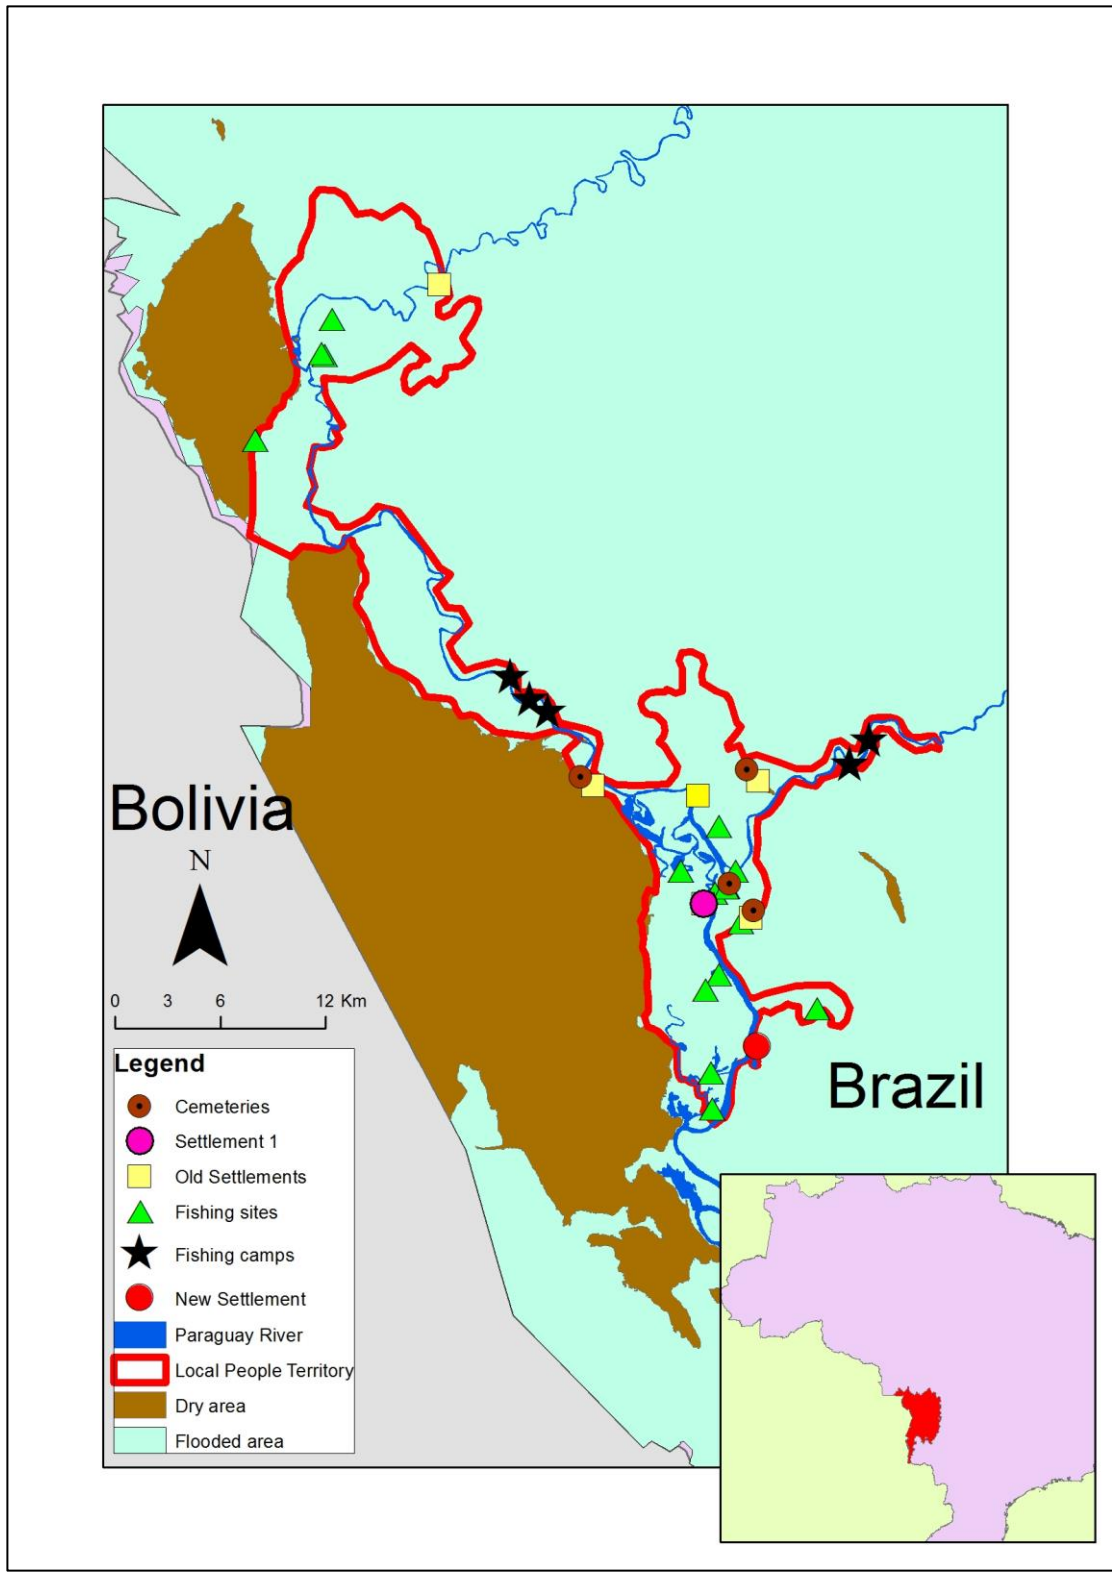 Bolivia
N
0 3 6 12 Km
Legend
Cemeteries
Settlement 1
Old Settlements
Fishing sites
Fishing camps
New Settlement
Paraguay River
Local People Territory
Dry area
Flooded area
Brazil